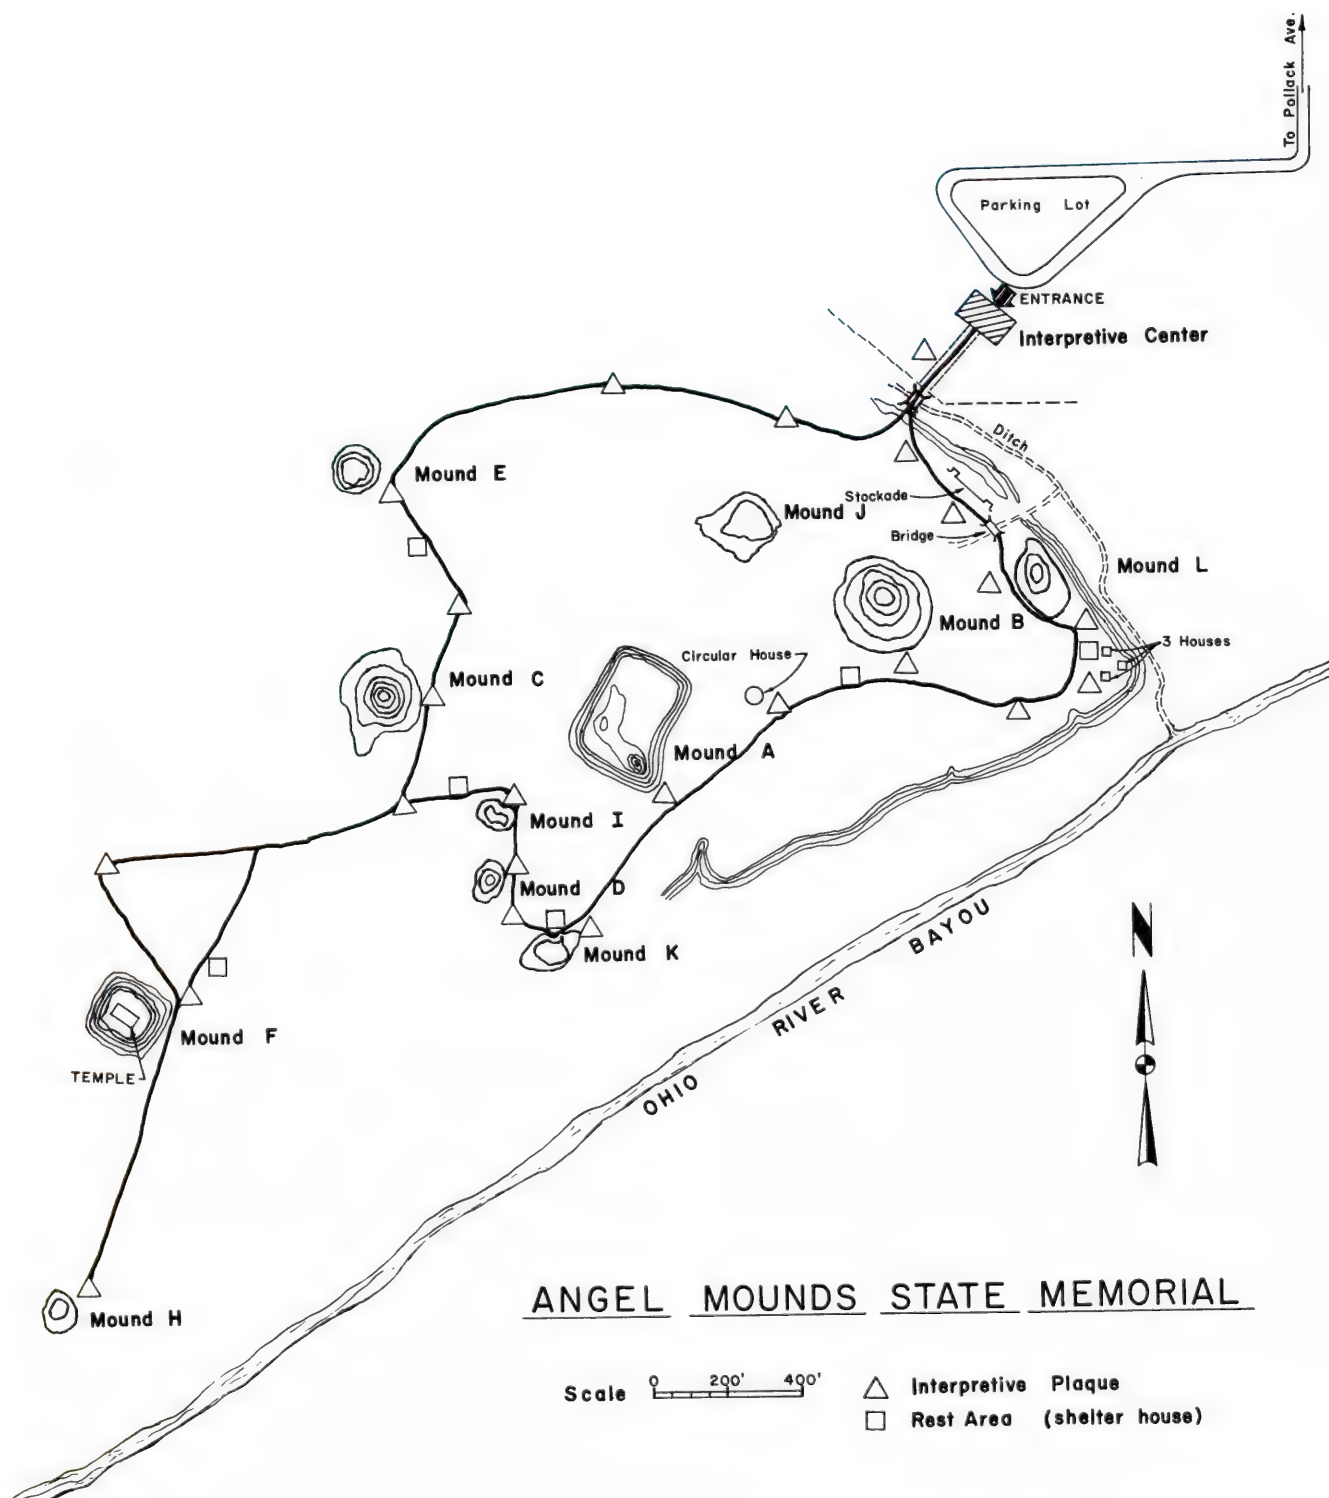 To Pollack Ave.
Parking Lot
ENTRANCE
Interpretive Center
Ditch
Mound E
Stockade
Mound J
Bridge
Mound L
Mound B
3 Houses
Circular House
Mound C
Mound A
Mound I
Mound D
Mound K
N
OHIO RIVER BAYOU
Mound F
TEMPLE
Mound H
ANGEL MOUNDS STATE MEMORIAL
Scale 0 200' 400'
Interpretive Plaque
Rest Area (shelter house)